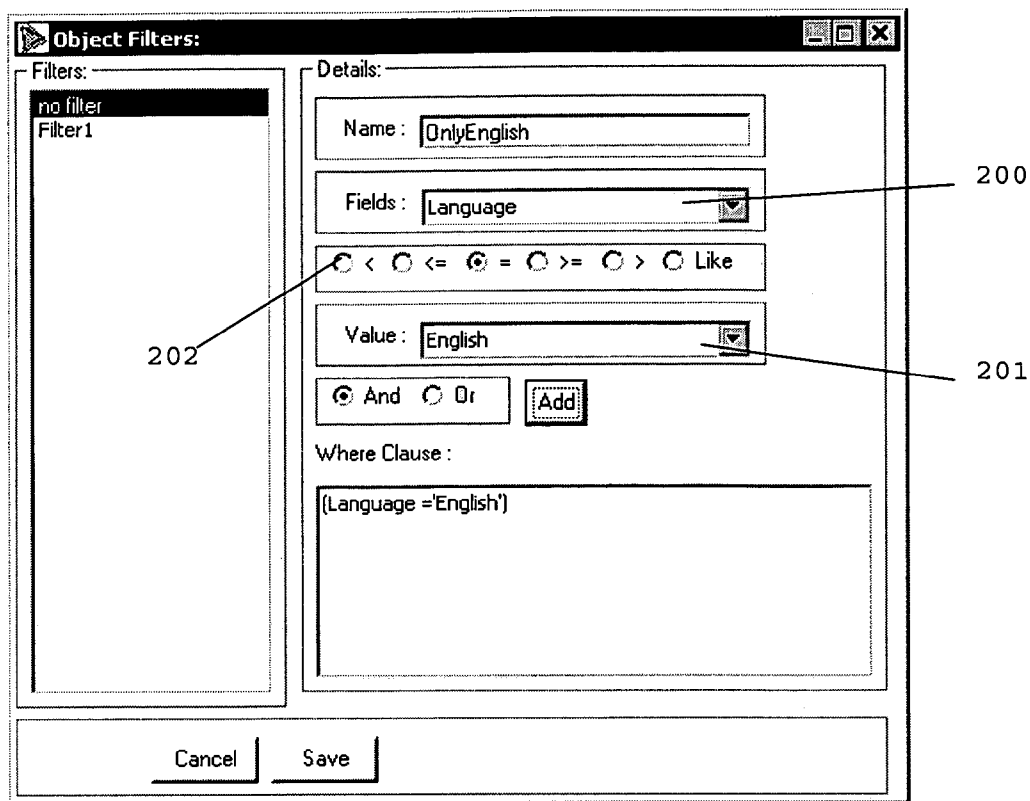 Object Filters:
Filters:
no filter
Filter1
Details:
Name : OnlyEnglish
Fields : Language
200
< <= = >= > Like
202
Value : English
201
And Or Add
Where Clause :
(Language ='English')
Cancel Save